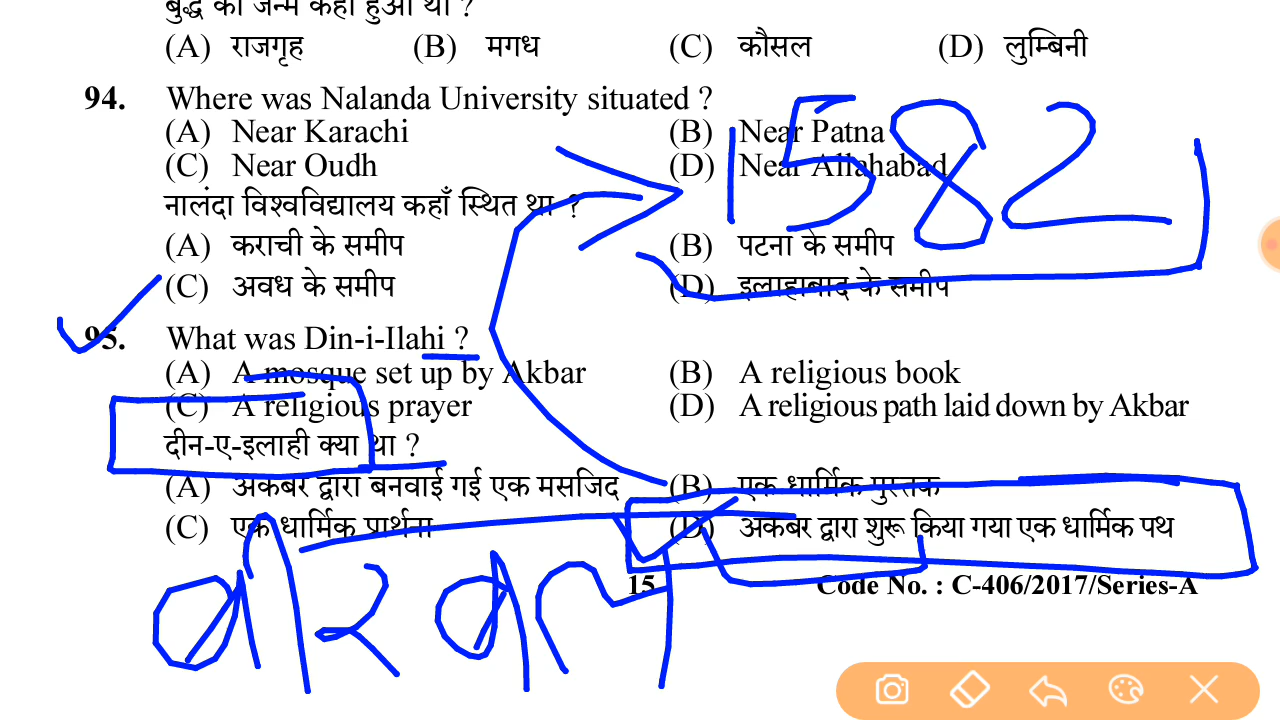 बुद्ध का जन्म कहाँ हुआ था ?
(A) राजगृह (B) मगध (C) कौसल (D) लुम्बिनी
94. Where was Nalanda University situated ?
(A) Near Karachi (B) Near Patna
(C) Near Oudh (D) Near Allahabad
1582
नालंदा विश्वविद्यालय कहाँ स्थित था ?
(A) कराची के समीप (B) पटना के समीप
(C) अवध के समीप (D) इलाहाबाद के समीप
95. What was Din-i-Ilahi ?
(A) A mosque set up by Akbar (B) A religious book
(C) A religious prayer (D) A religious path laid down by Akbar
दीन-ए-इलाही क्या था ?
(A) अकबर द्वारा बनवाई गई एक मसजिद (B) एक धार्मिक पुस्तक
(C) एक धार्मिक प्रार्थना (D) अकबर द्वारा शुरू किया गया एक धार्मिक पथ
15 Code No. : C-406/2017/Series-A